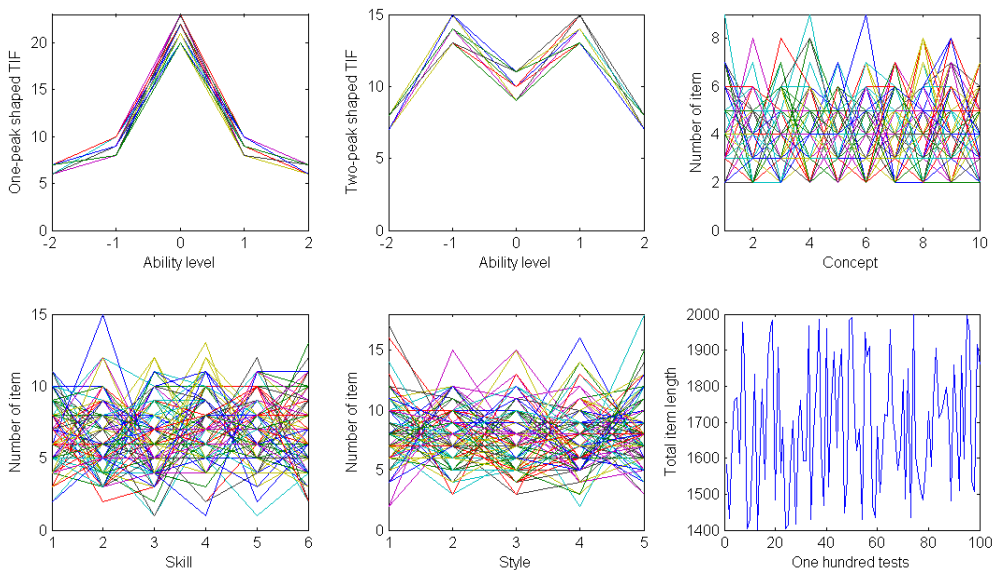 One-peak shaped TIF
20
15
10
5
0
-2 -1 0 1 2
Ability level
Two-peak shaped TIF
15
10
5
0
-2 -1 0 1 2
Ability level
Number of item
8
6
4
2
0
2 4 6 8 10
Concept
Number of item
15
10
5
0
1 2 3 4 5 6
Skill
Number of item
15
10
5
0
1 2 3 4 5
Style
Total item length
2000
1900
1800
1700
1600
1500
1400
0 20 40 60 80 100
One hundred tests